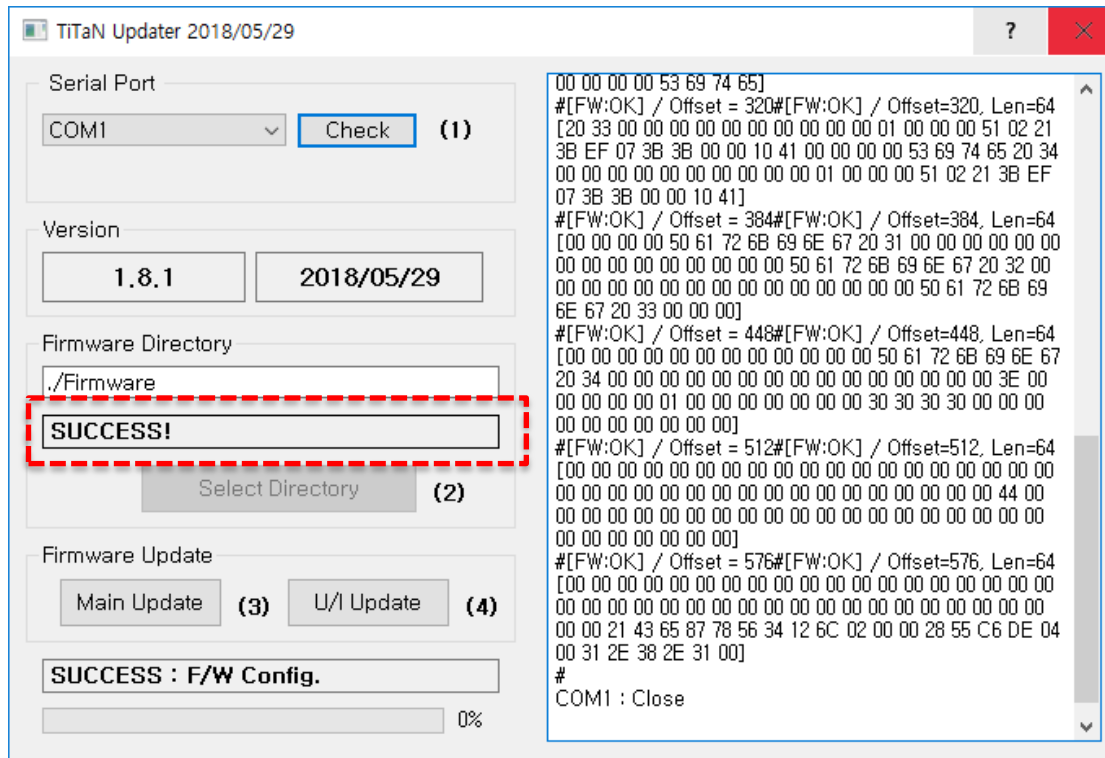 TiTaN Updater 2018/05/29
?
Serial Port
COM1
Check
(1)
Version
1.8.1
2018/05/29
Firmware Directory
./Firmware
SUCCESS!
Select Directory
(2)
Firmware Update
Main Update
(3)
U/I Update
(4)
SUCCESS : F/W Config.
0%
00 00 00 00 53 69 74 65]
#[FW:OK] / Offset = 320#[FW:OK] / Offset=320, Len=64
[20 33 00 00 00 00 00 00 00 00 00 00 01 00 00 00 51 02 21
3B EF 07 3B 3B 00 00 10 41 00 00 00 00 53 69 74 65 20 34
00 00 00 00 00 00 00 00 00 00 01 00 00 00 51 02 21 3B EF
07 3B 3B 00 00 10 41]
#[FW:OK] / Offset = 384#[FW:OK] / Offset=384, Len=64
[00 00 00 00 50 61 72 6B 69 6E 67 20 31 00 00 00 00 00 00
00 00 00 00 00 00 00 00 00 00 50 61 72 6B 69 6E 67 20 32 00
00 00 00 00 00 00 00 00 00 00 00 00 00 00 00 50 61 72 6B 69
6E 67 20 33 00 00 00]
#[FW:OK] / Offset = 448#[FW:OK] / Offset=448, Len=64
[00 00 00 00 00 00 00 00 00 00 00 00 00 50 61 72 6B 69 6E 67
20 34 00 00 00 00 00 00 00 00 00 00 00 00 00 00 00 00 3E 00
00 00 00 00 01 00 00 00 00 00 00 00 30 30 30 30 00 00 00
00 00 00 00 00 00 00]
#[FW:OK] / Offset = 512#[FW:OK] / Offset=512, Len=64
[00 00 00 00 00 00 00 00 00 00 00 00 00 00 00 00 00 00 00
00 00 00 00 00 00 00 00 00 00 00 00 00 00 00 00 00 44 00
00 00 00 00 00 00 00 00 00 00 00 00 00 00 00 00 00 00 00
00 00 00 00 00 00 00]
#[FW:OK] / Offset = 576#[FW:OK] / Offset=576, Len=64
[00 00 00 00 00 00 00 00 00 00 00 00 00 00 00 00 00 00 00
00 00 00 00 00 00 00 00 00 00 00 00 00 00 00 00 00 00 00
00 00 21 43 65 87 78 56 34 12 6C 02 00 00 28 55 C6 DE 04
00 31 2E 38 2E 31 00]
#
COM1 : Close